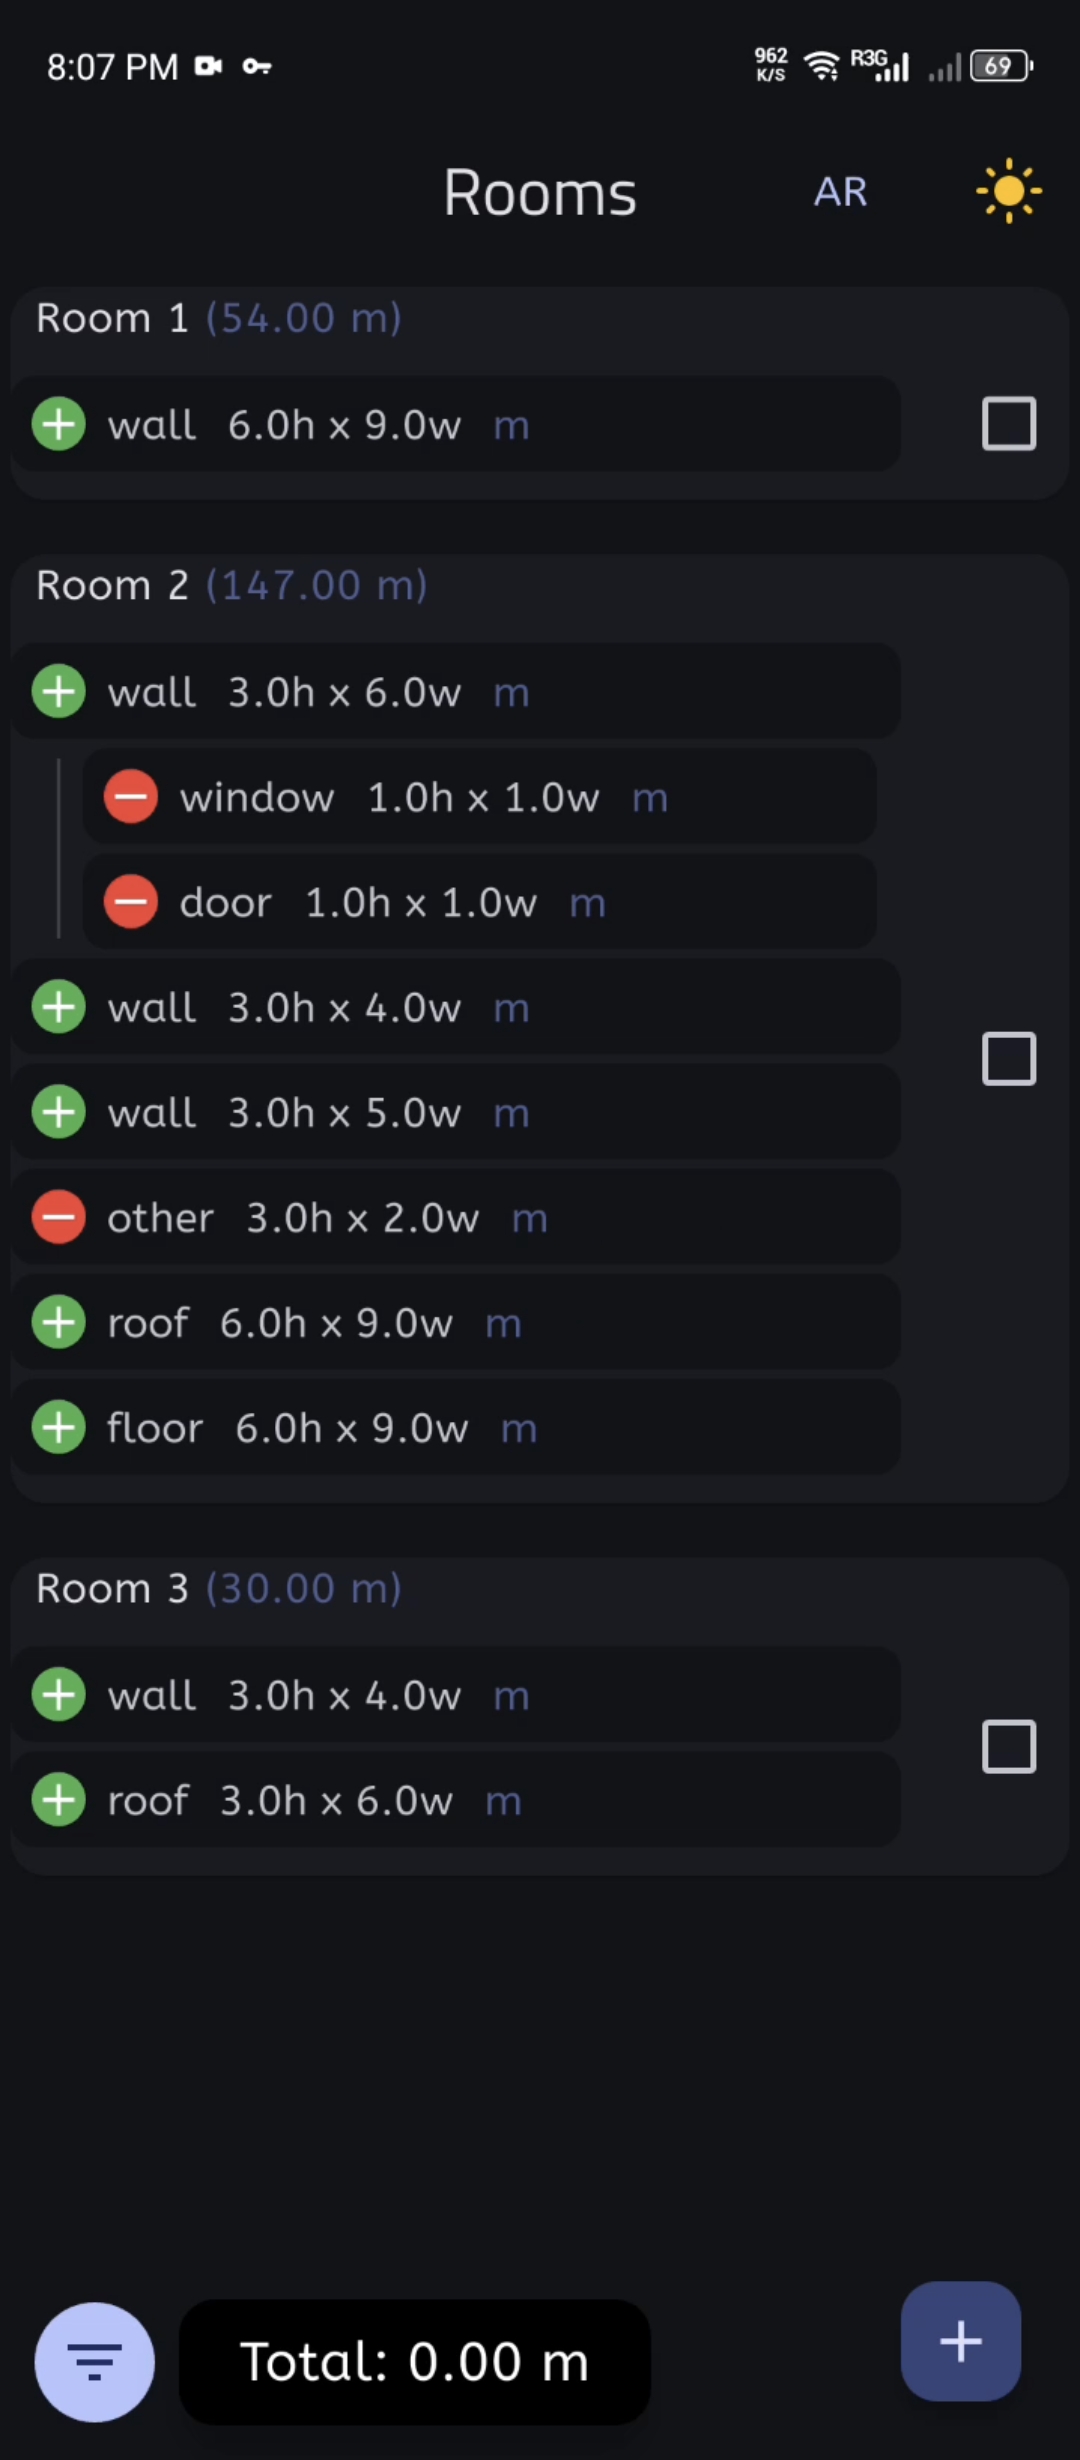 8:07 PM 962 K/S R3G 69
Rooms AR
Room 1 (54.00 m)
wall 6.0h x 9.0w m
Room 2 (147.00 m)
wall 3.0h x 6.0w m
window 1.0h x 1.0w m
door 1.0h x 1.0w m
wall 3.0h x 4.0w m
wall 3.0h x 5.0w m
other 3.0h x 2.0w m
roof 6.0h x 9.0w m
floor 6.0h x 9.0w m
Room 3 (30.00 m)
wall 3.0h x 4.0w m
roof 3.0h x 6.0w m
Total: 0.00 m